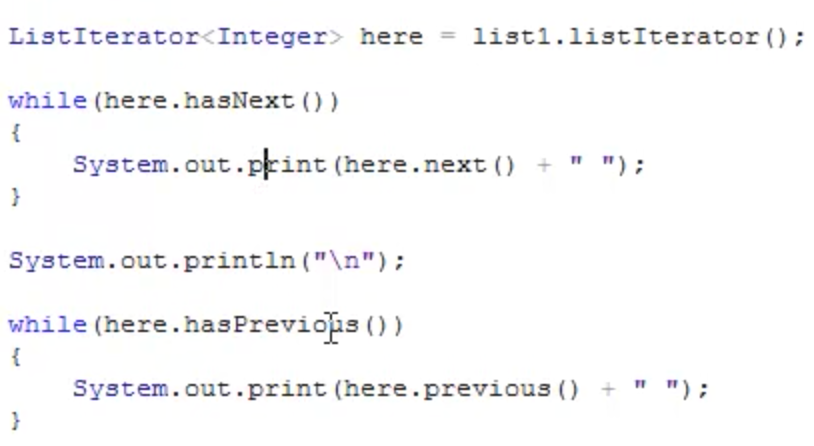 ListIterator<Integer> here = list1.listIterator();
while(here.hasNext())
{
System.out.print(here.next() + " ");
}
System.out.println("\n");
while(here.hasPrevious())
{
System.out.print(here.previous() + " ");
}